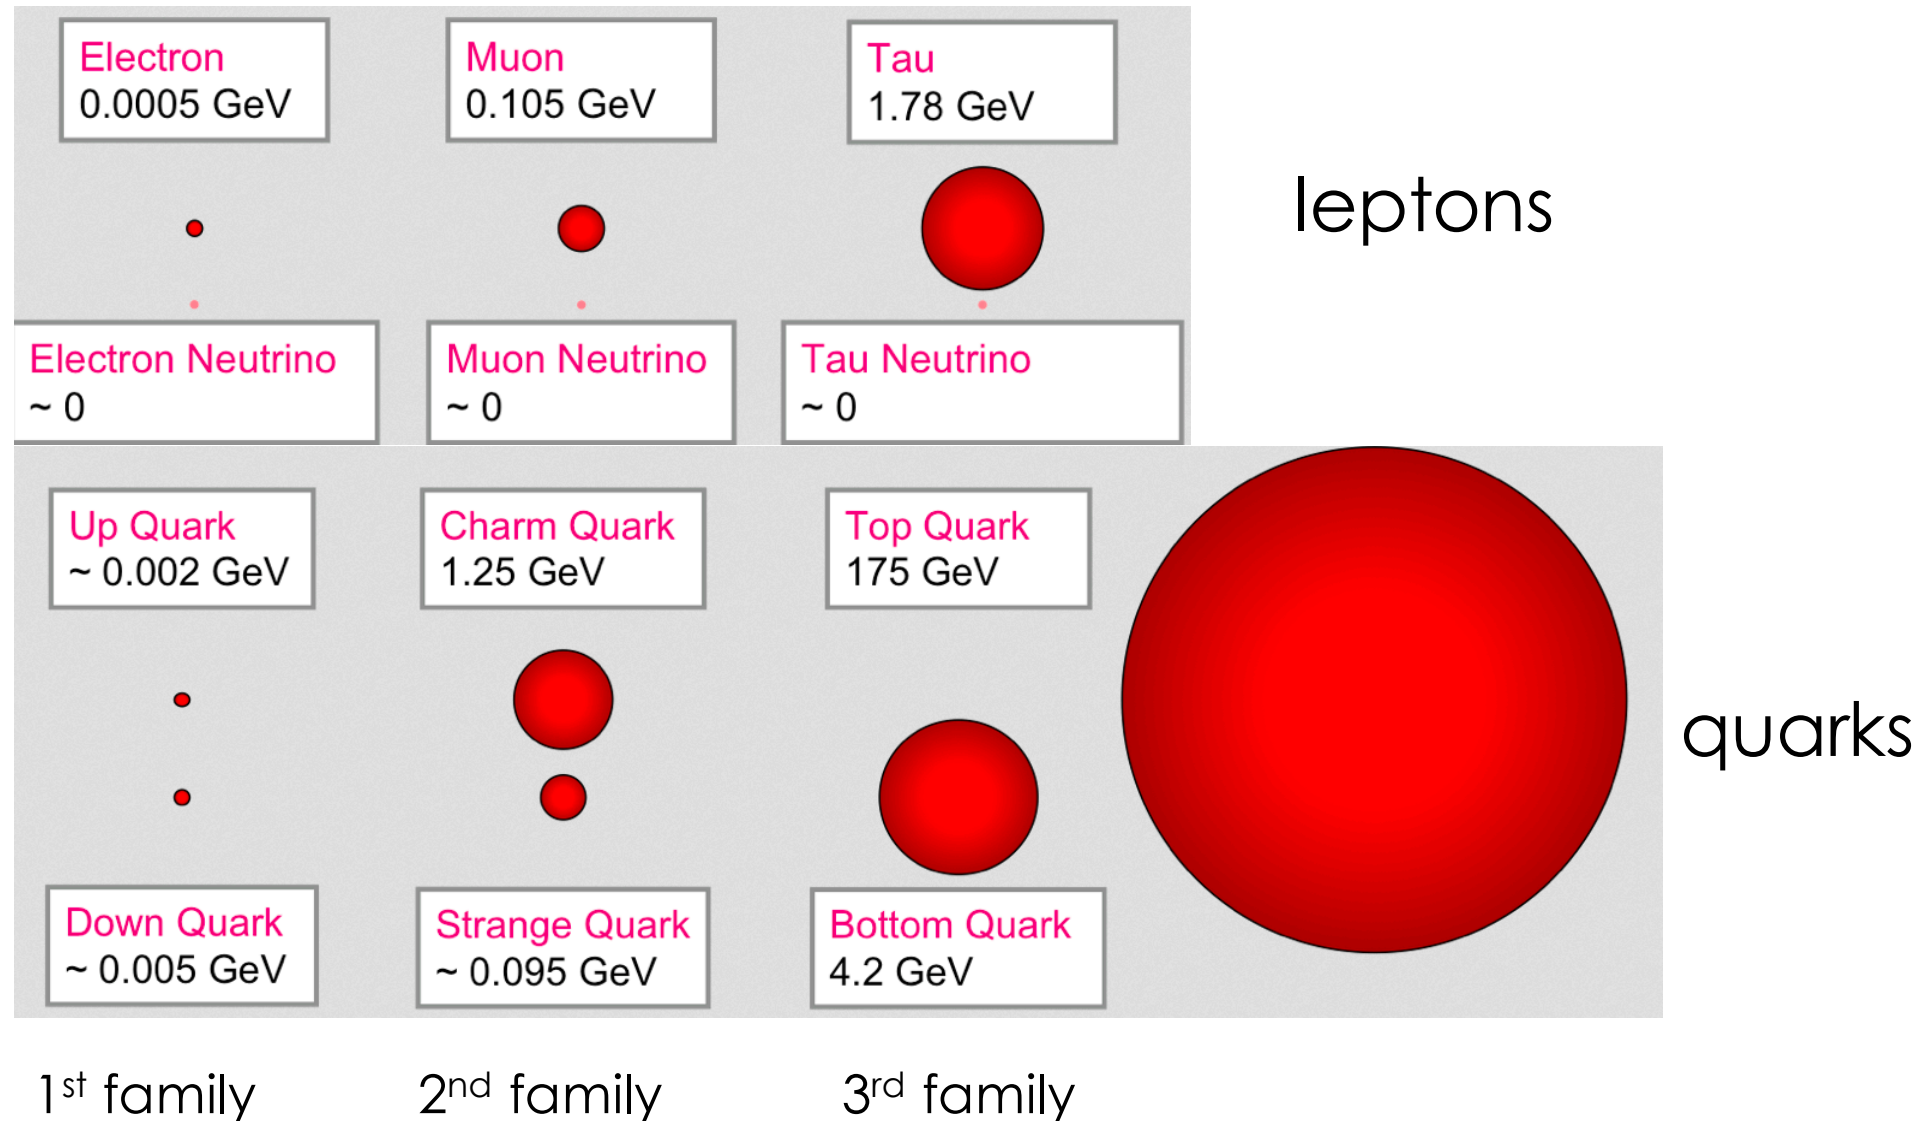 Electron
0.0005 GeV
Muon
0.105 GeV
Tau
1.78 GeV
leptons
Electron Neutrino
~ 0
Muon Neutrino
~ 0
Tau Neutrino
~ 0
Up Quark
~ 0.002 GeV
Charm Quark
1.25 GeV
Top Quark
175 GeV
quarks
Down Quark
~ 0.005 GeV
Strange Quark
~ 0.095 GeV
Bottom Quark
4.2 GeV
1st family
2nd family
3rd family